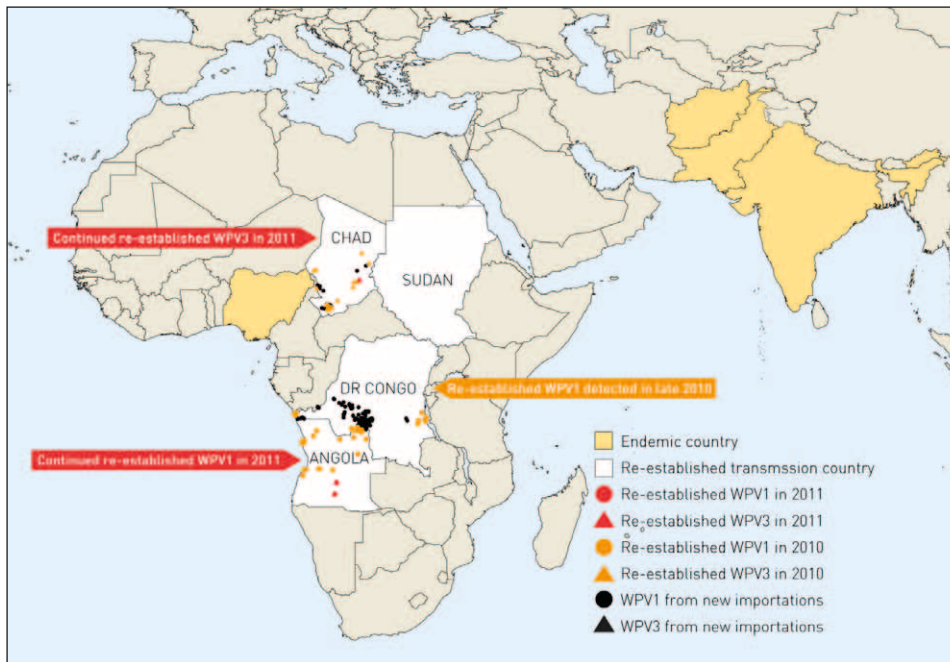 Continued re-established WPV3 in 2011
CHAD
SUDAN
DR CONGO
Re-established WPV1 detected in late 2010
Continued re-established WPV1 in 2011
ANGOLA
Endemic country
Re-established transmssion country
Re-established WPV1 in 2011
Re-established WPV3 in 2011
Re-established WPV1 in 2010
Re-established WPV3 in 2010
WPV1 from new importations
WPV3 from new importations